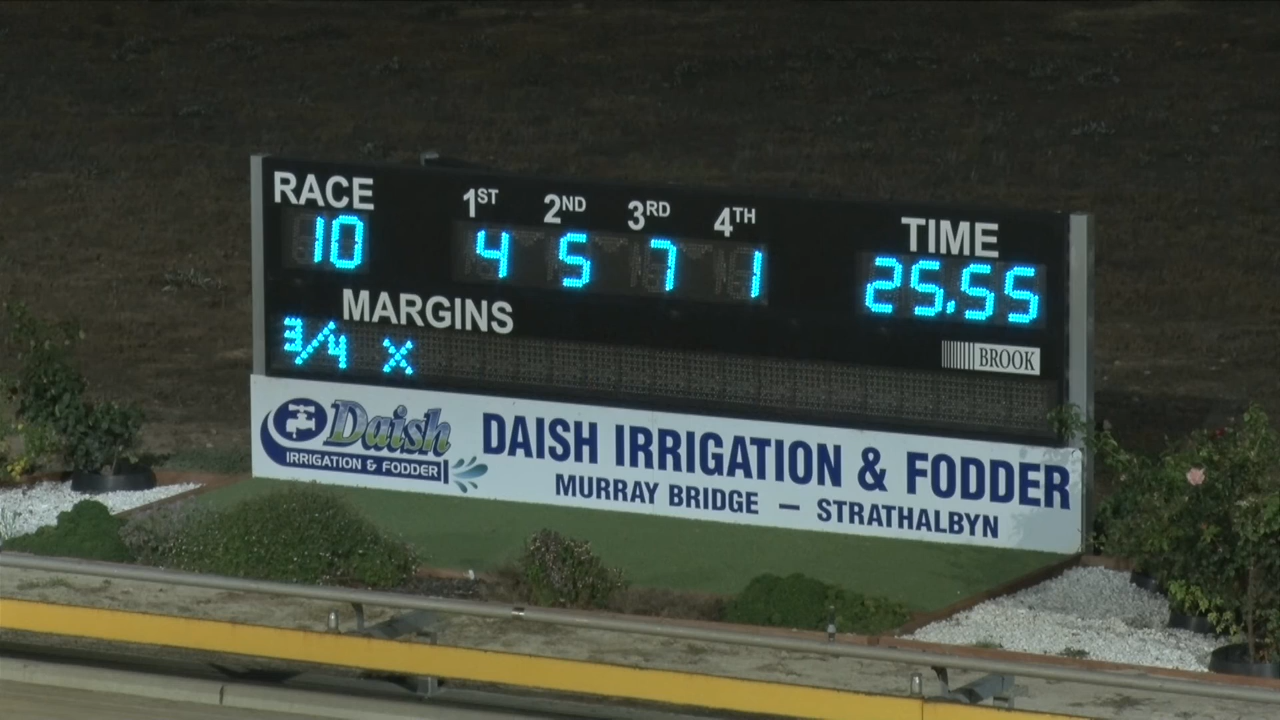 RACE 1ST 2ND 3RD 4TH TIME
10 4 5 7 1 25.55
MARGINS
3/4 X
BROOK
Daish
IRRIGATION & FODDER
DAISH IRRIGATION & FODDER
MURRAY BRIDGE — STRATHALBYN